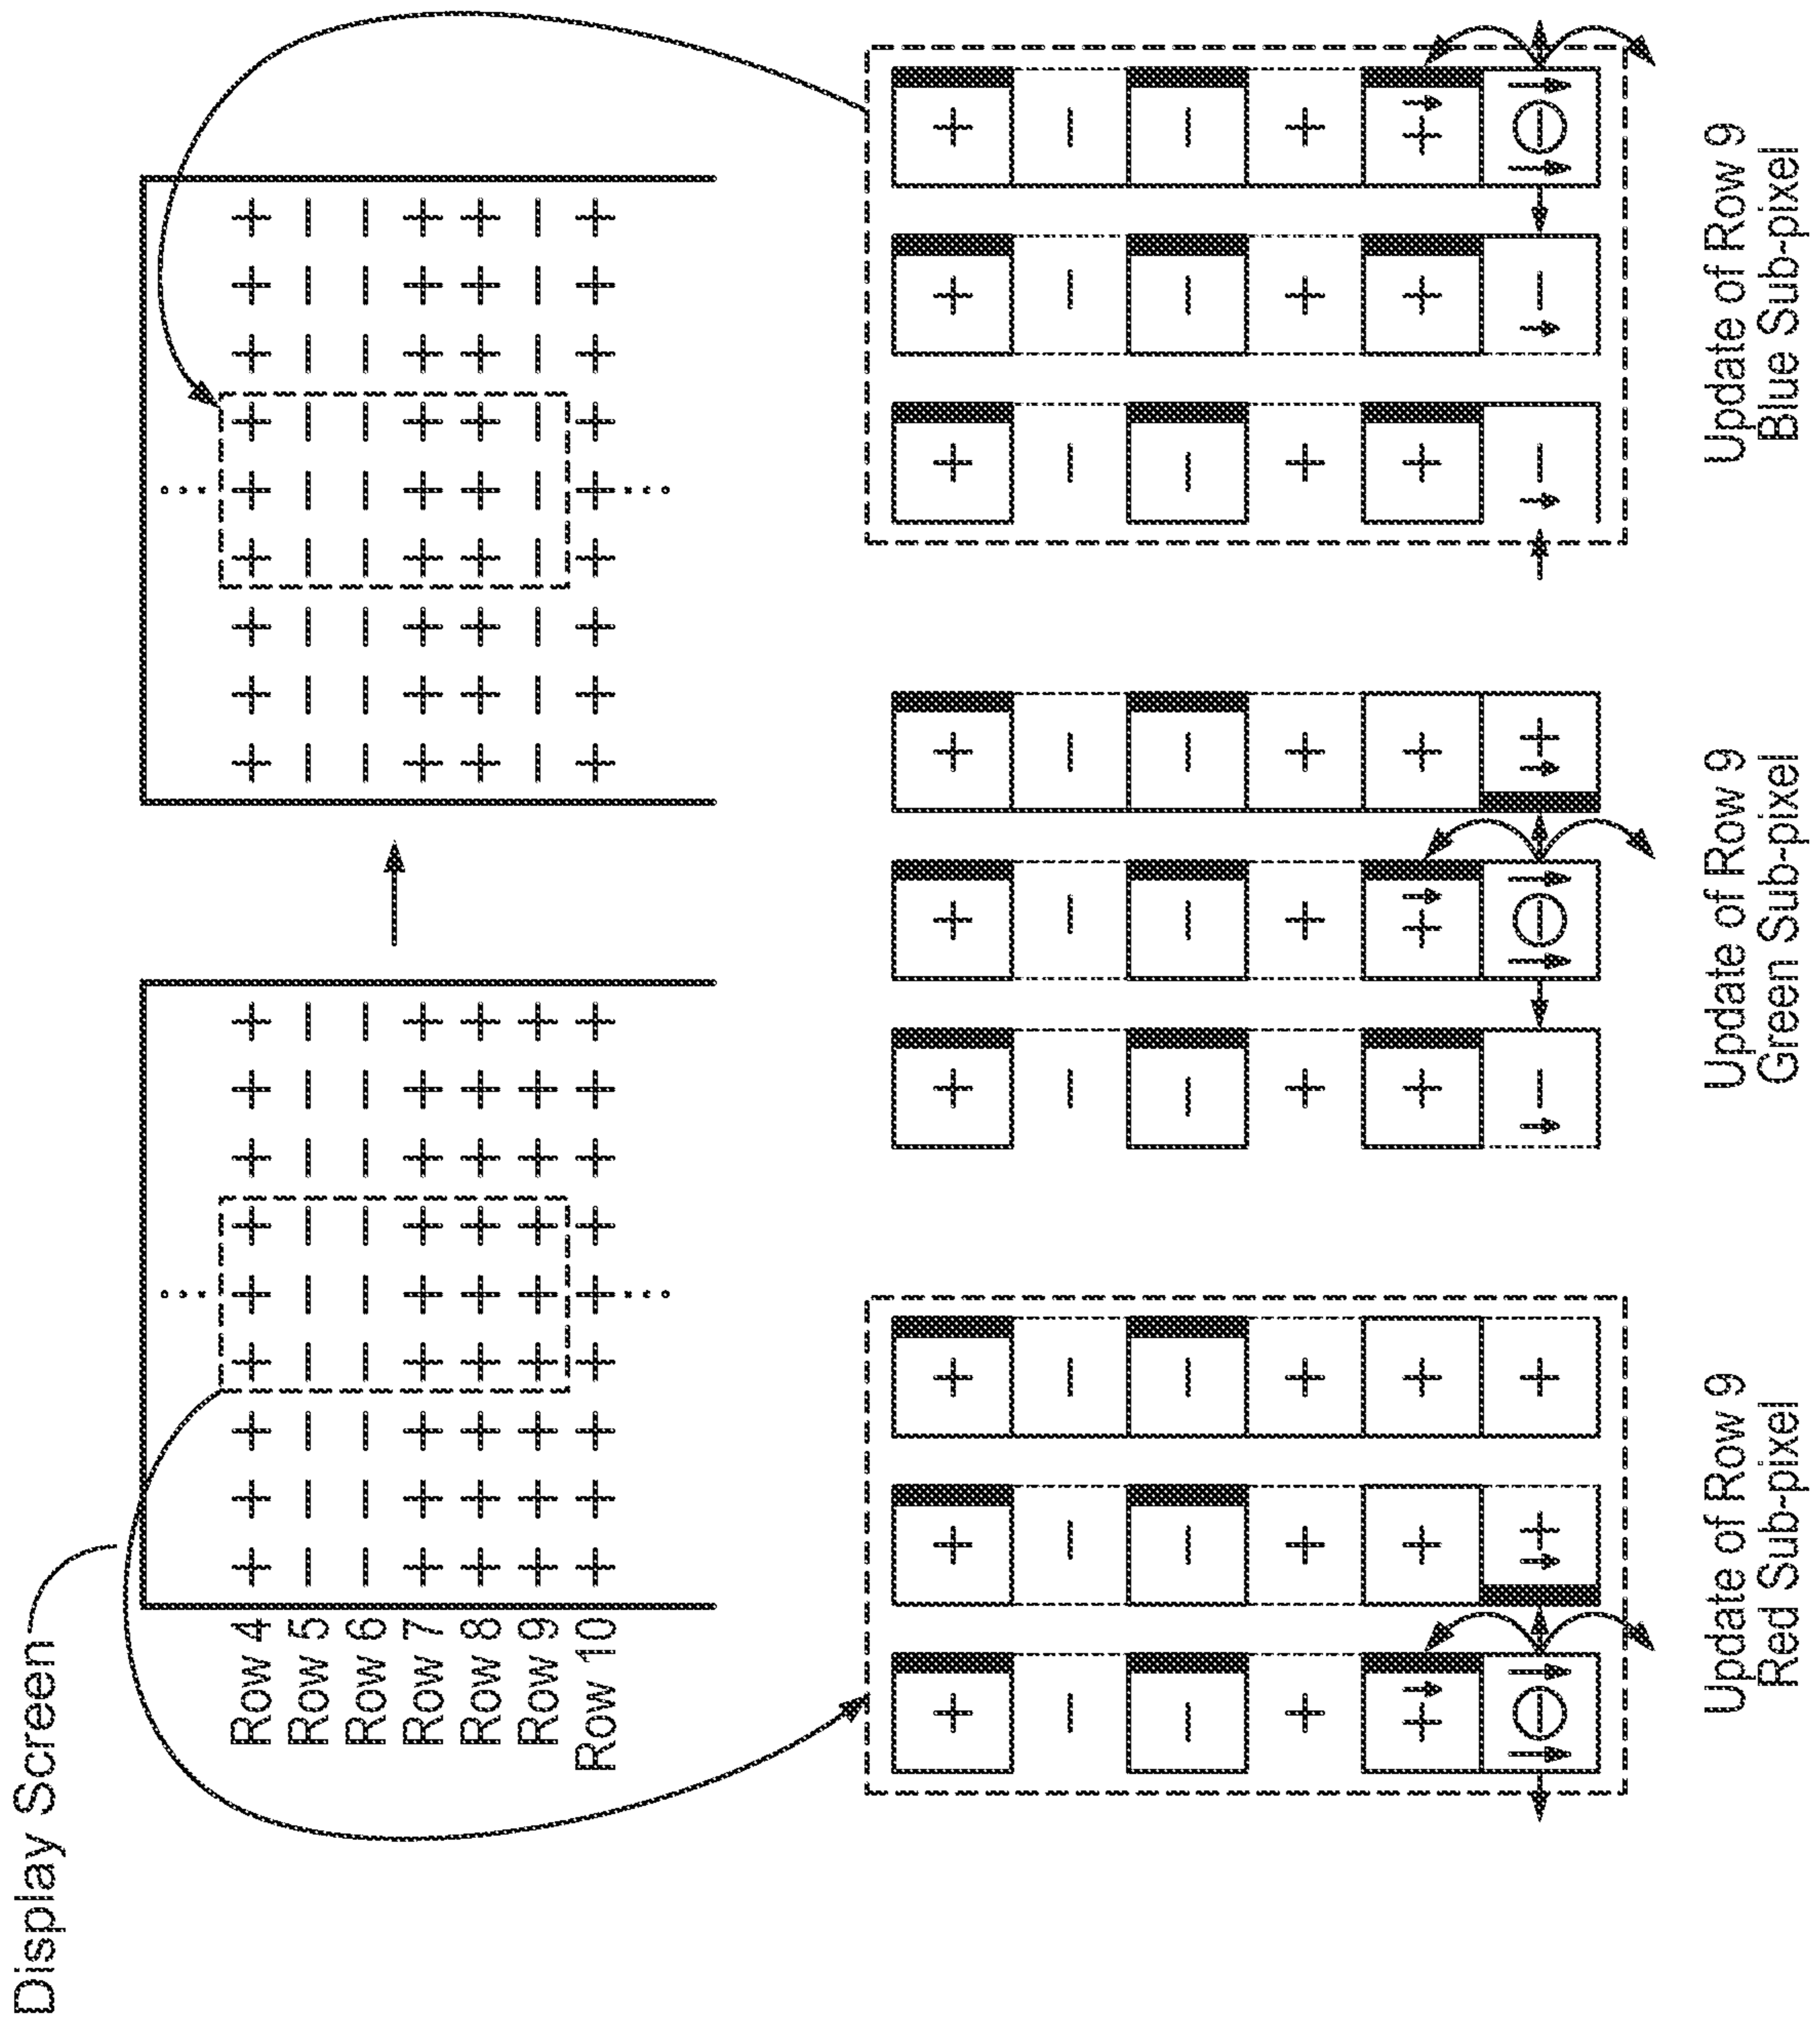 Display Screen
Row 4
Row 5
Row 6
Row 7
Row 8
Row 9
Row 10
Update of Row 9
Red Sub-pixel
Update of Row 9
Green Sub-pixel
Update of Row 9
Blue Sub-pixel